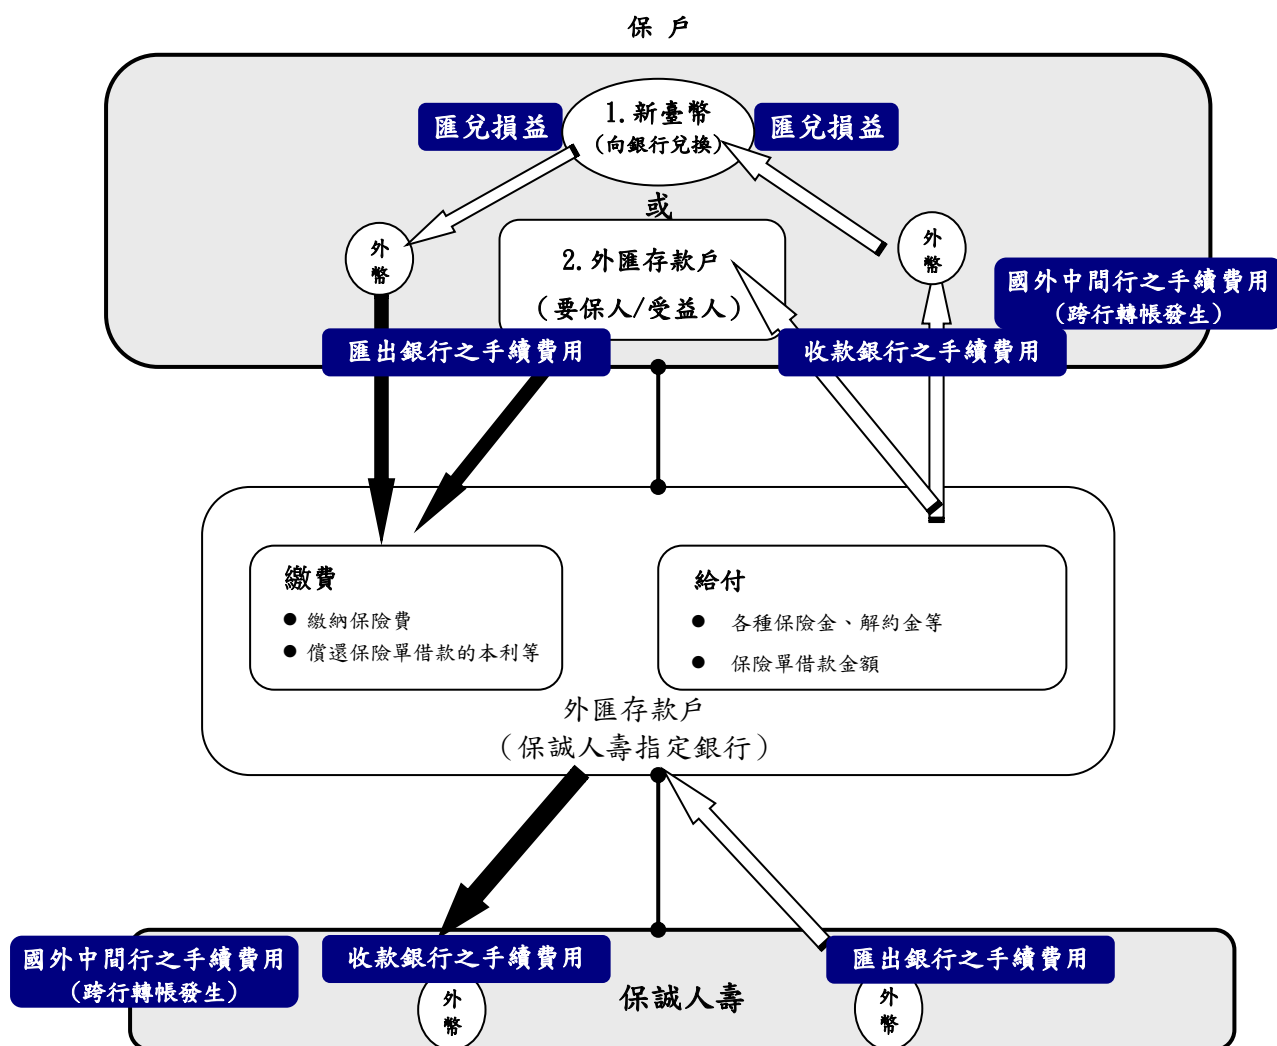 保 戶
匯兌損益
1.新臺幣
(向銀行兌換)
匯兌損益
或
外
幣
2.外匯存款戶
(要保人/受益人)
外
幣
國外中間行之手續費用
(跨行轉帳發生)
匯出銀行之手續費用
收款銀行之手續費用
繳費
● 繳納保險費
● 償還保險單借款的本利等
給付
● 各種保險金、解約金等
● 保險單借款金額
外匯存款戶
(保誠人壽指定銀行)
國外中間行之手續費用
(跨行轉帳發生)
收款銀行之手續費用
匯出銀行之手續費用
外
幣
保誠人壽
外
幣